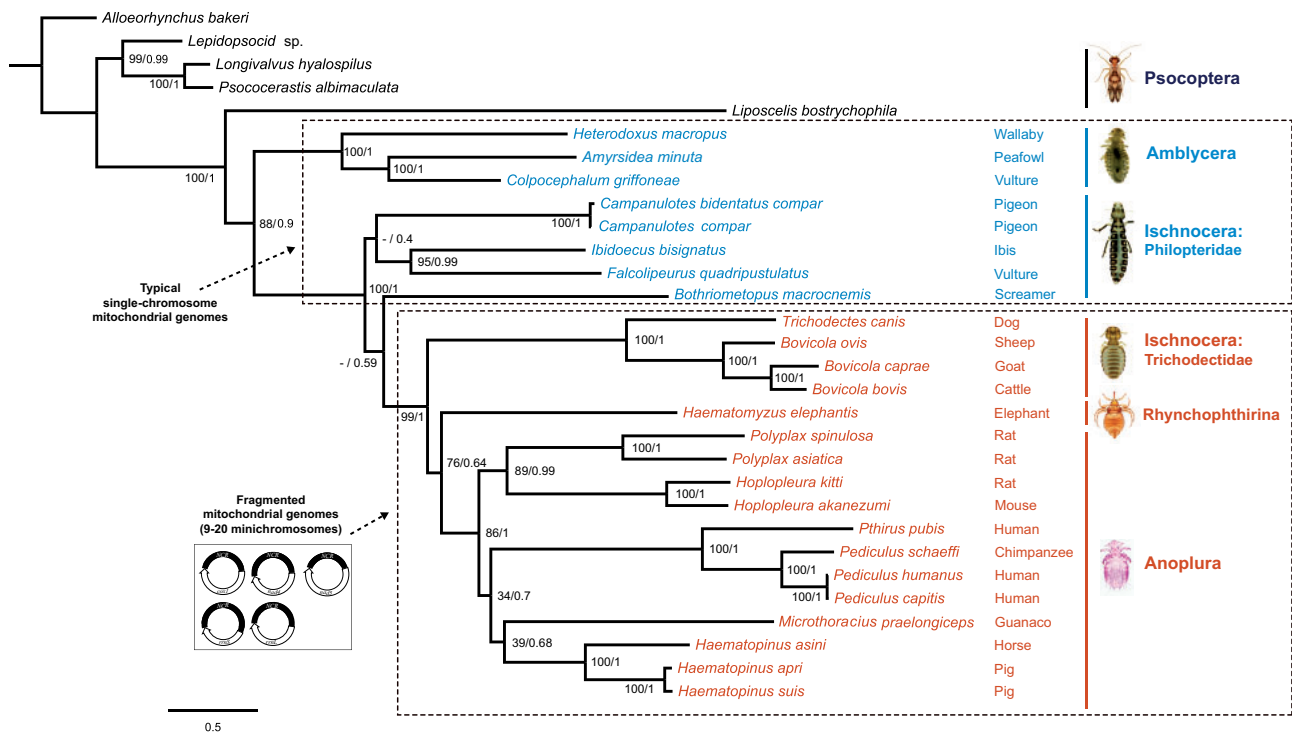 Alloeorhynchus bakeri
Lepidopsocid sp.
99/0.99
Longivalvus hyalospilus
100/1
Psococerastis albimaculata
Psocoptera
Liposcelis bostrychophila
100/1
Heterodoxus macropus Wallaby
100/1
Amyrsidea minuta Peafowl
Amblycera
100/1
Colpocephalum griffoneae Vulture
88/0.9
Campanulotes bidentatus compar Pigeon
100/1
Campanulotes compar Pigeon
Ischnocera:
Philopteridae
- / 0.4
Ibidoecus bisignatus Ibis
95/0.99
Falcolipeurus quadripustulatus Vulture
100/1
Bothriometopus macrocnemis Screamer
Typical
single-chromosome
mitochondrial genomes
- / 0.59
Trichodectes canis Dog
100/1
Bovicola ovis Sheep
Ischnocera:
Trichodectidae
100/1
Bovicola caprae Goat
100/1
Bovicola bovis Cattle
99/1
Haematomyzus elephantis Elephant
Rhynchophthirina
76/0.64
Polyplax spinulosa Rat
100/1
Polyplax asiatica Rat
89/0.99
Hoplopleura kitti Rat
100/1
Hoplopleura akanezumi Mouse
Fragmented
mitochondrial genomes
(9-20 minichromosomes)
86/1
Pthirus pubis Human
100/1
Pediculus schaeffi Chimpanzee
Anoplura
100/1
Pediculus humanus Human
100/1
Pediculus capitis Human
34/0.7
Microthoracius praelongiceps Guanaco
39/0.68
Haematopinus asini Horse
100/1
Haematopinus apri Pig
100/1
Haematopinus suis Pig
NCR
NCR
NCR
NCR
NCR
0.5